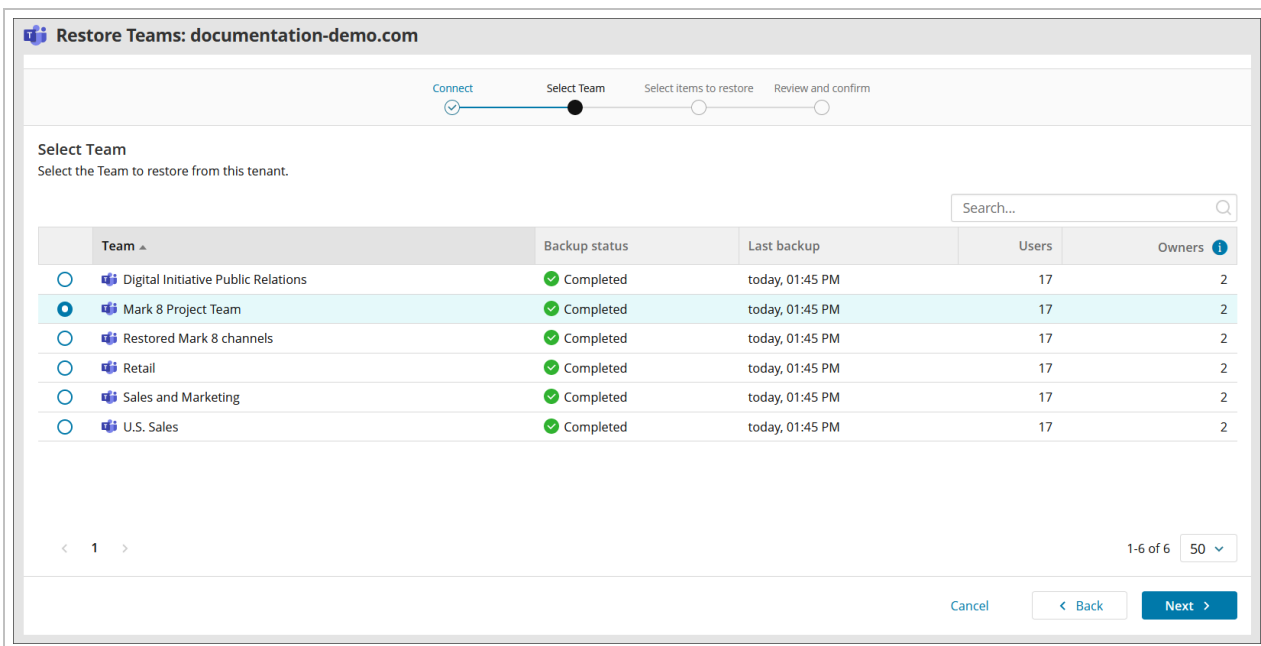 Restore Teams: documentation-demo.com
Connect Select Team Select items to restore Review and confirm
Select Team
Select the Team to restore from this tenant.
Search...
Team Backup status Last backup Users Owners
Digital Initiative Public Relations Completed today, 01:45 PM 17 2
Mark 8 Project Team Completed today, 01:45 PM 17 2
Restored Mark 8 channels Completed today, 01:45 PM 17 2
Retail Completed today, 01:45 PM 17 2
Sales and Marketing Completed today, 01:45 PM 17 2
U.S. Sales Completed today, 01:45 PM 17 2
1 1-6 of 6 50
Cancel Back Next